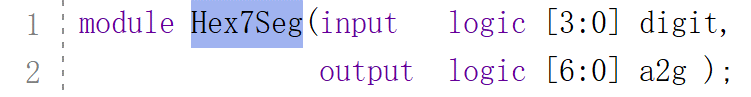 1 module Hex7Seg(input   logic [3:0] digit,
2                output  logic [6:0] a2g );